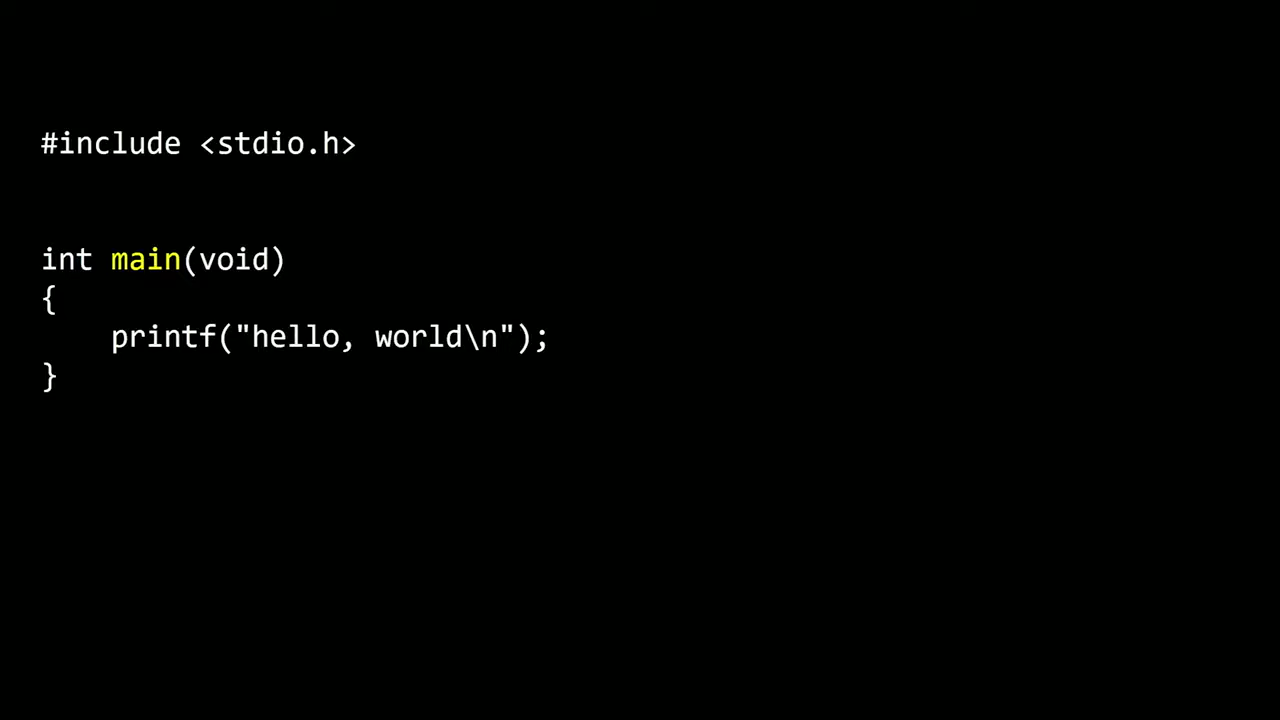 #include <stdio.h>
int main(void)
{
    printf("hello, world\n");
}